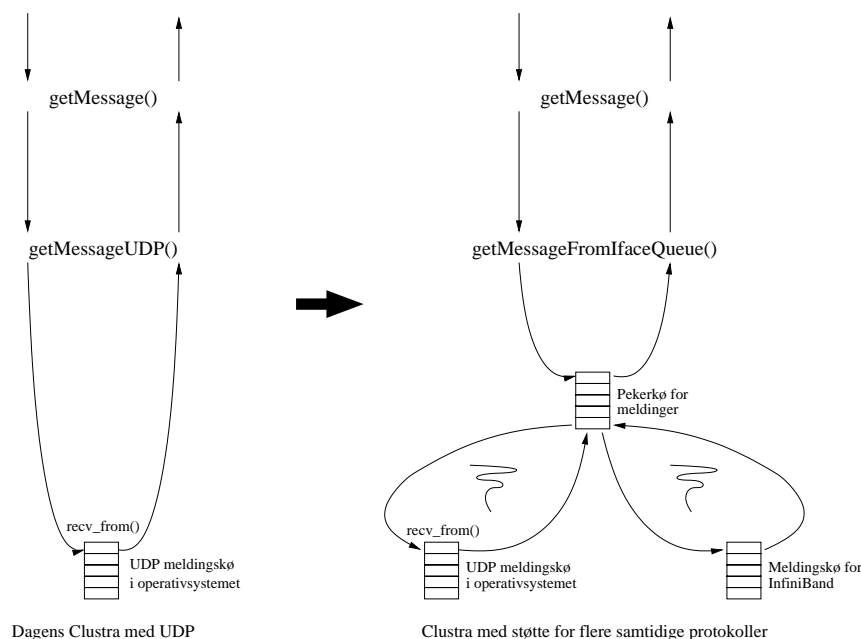 getMessage()
getMessageUDP()
recv_from()
UDP meldingskø
i operativsystemet
Dagens Clustra med UDP
getMessage()
getMessageFromIfaceQueue()
Pekerkø for
meldinger
recv_from()
UDP meldingskø
i operativsystemet
Meldingskø for
InfiniBand
Clustra med støtte for flere samtidige protokoller